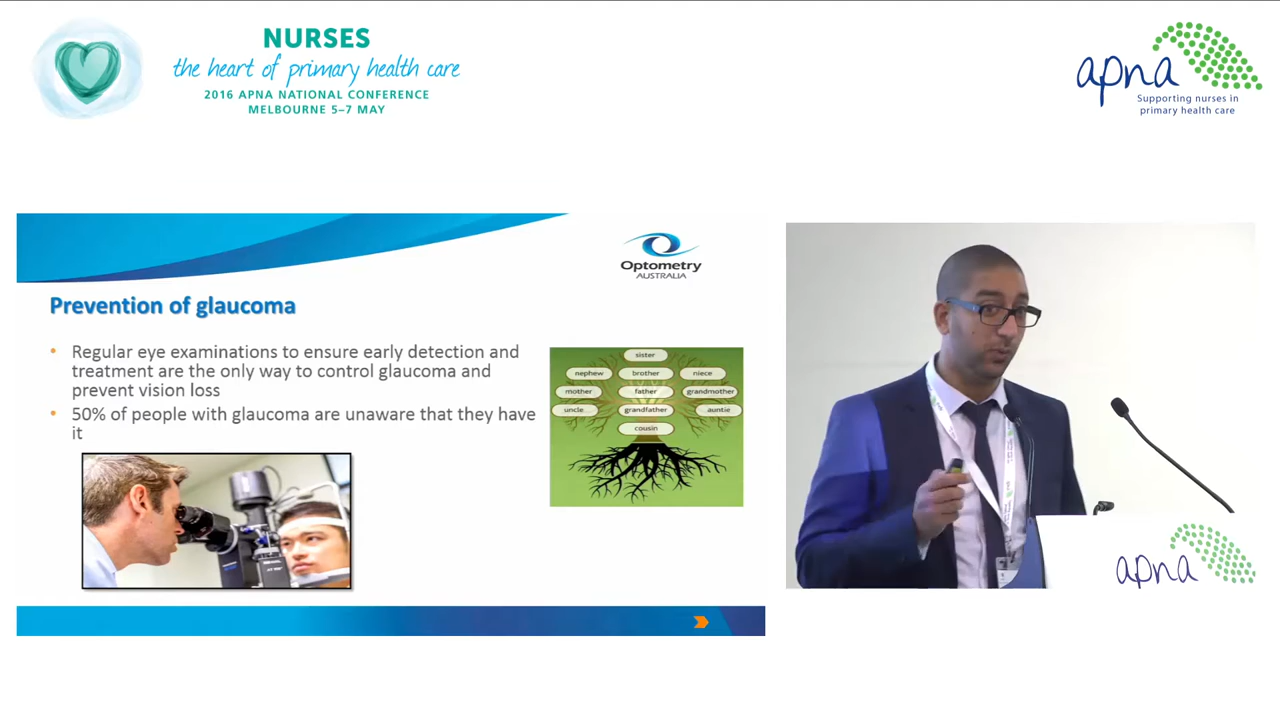 NURSES
the heart of primary health care
2016 APNA NATIONAL CONFERENCE
MELBOURNE 5–7 MAY
apna
Supporting nurses in
primary health care
Optometry
AUSTRALIA
Prevention of glaucoma
• Regular eye examinations to ensure early detection and
treatment are the only way to control glaucoma and
prevent vision loss
• 50% of people with glaucoma are unaware that they have
it
sister
nephew brother niece
mother father grandmother
uncle grandfather auntie
cousin
apna